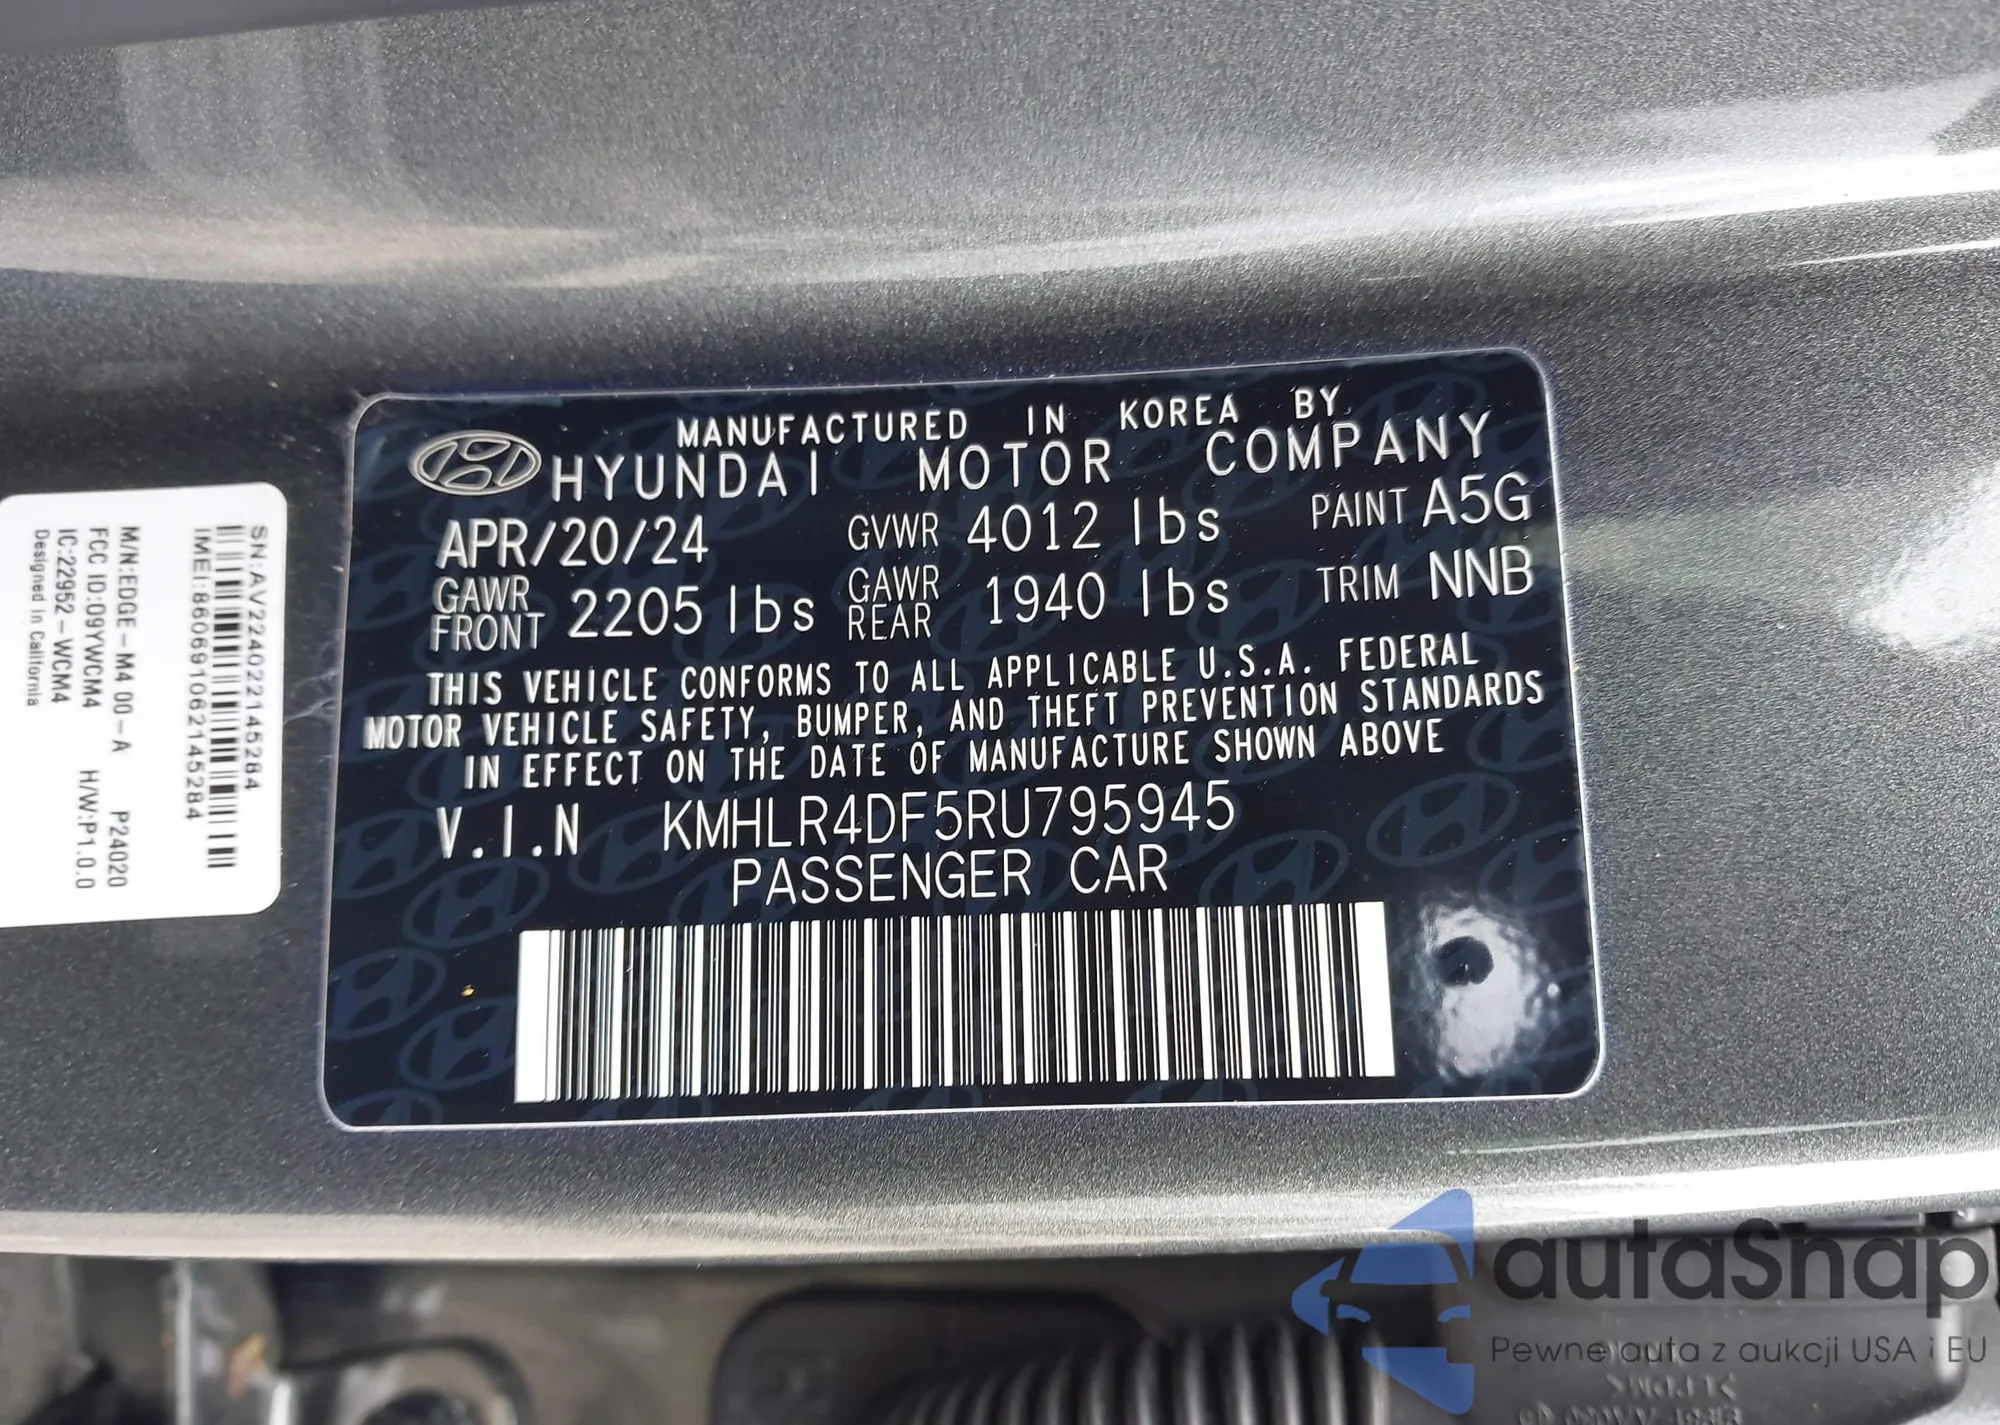 MANUFACTURED IN KOREA BY
HYUNDAI MOTOR COMPANY
APR/20/24 GVWR 4012 lbs PAINT A5G
GAWR FRONT 2205 lbs GAWR REAR 1940 lbs TRIM NNB
THIS VEHICLE CONFORMS TO ALL APPLICABLE U.S.A. FEDERAL
MOTOR VEHICLE SAFETY, BUMPER, AND THEFT PREVENTION STANDARDS
IN EFFECT ON THE DATE OF MANUFACTURE SHOWN ABOVE
V.I.N KMHLR4DF5RU795945
PASSENGER CAR
SN:AV22402214528​4
IMEI:860691062145284
M/N:EDGE-M4 00-A P24020
FCC ID:09YWCM4 H/W:P1.0.0
IC:22952-WCM4
Designed in California
autaSnap
Pewne auta z aukcji USA i EU